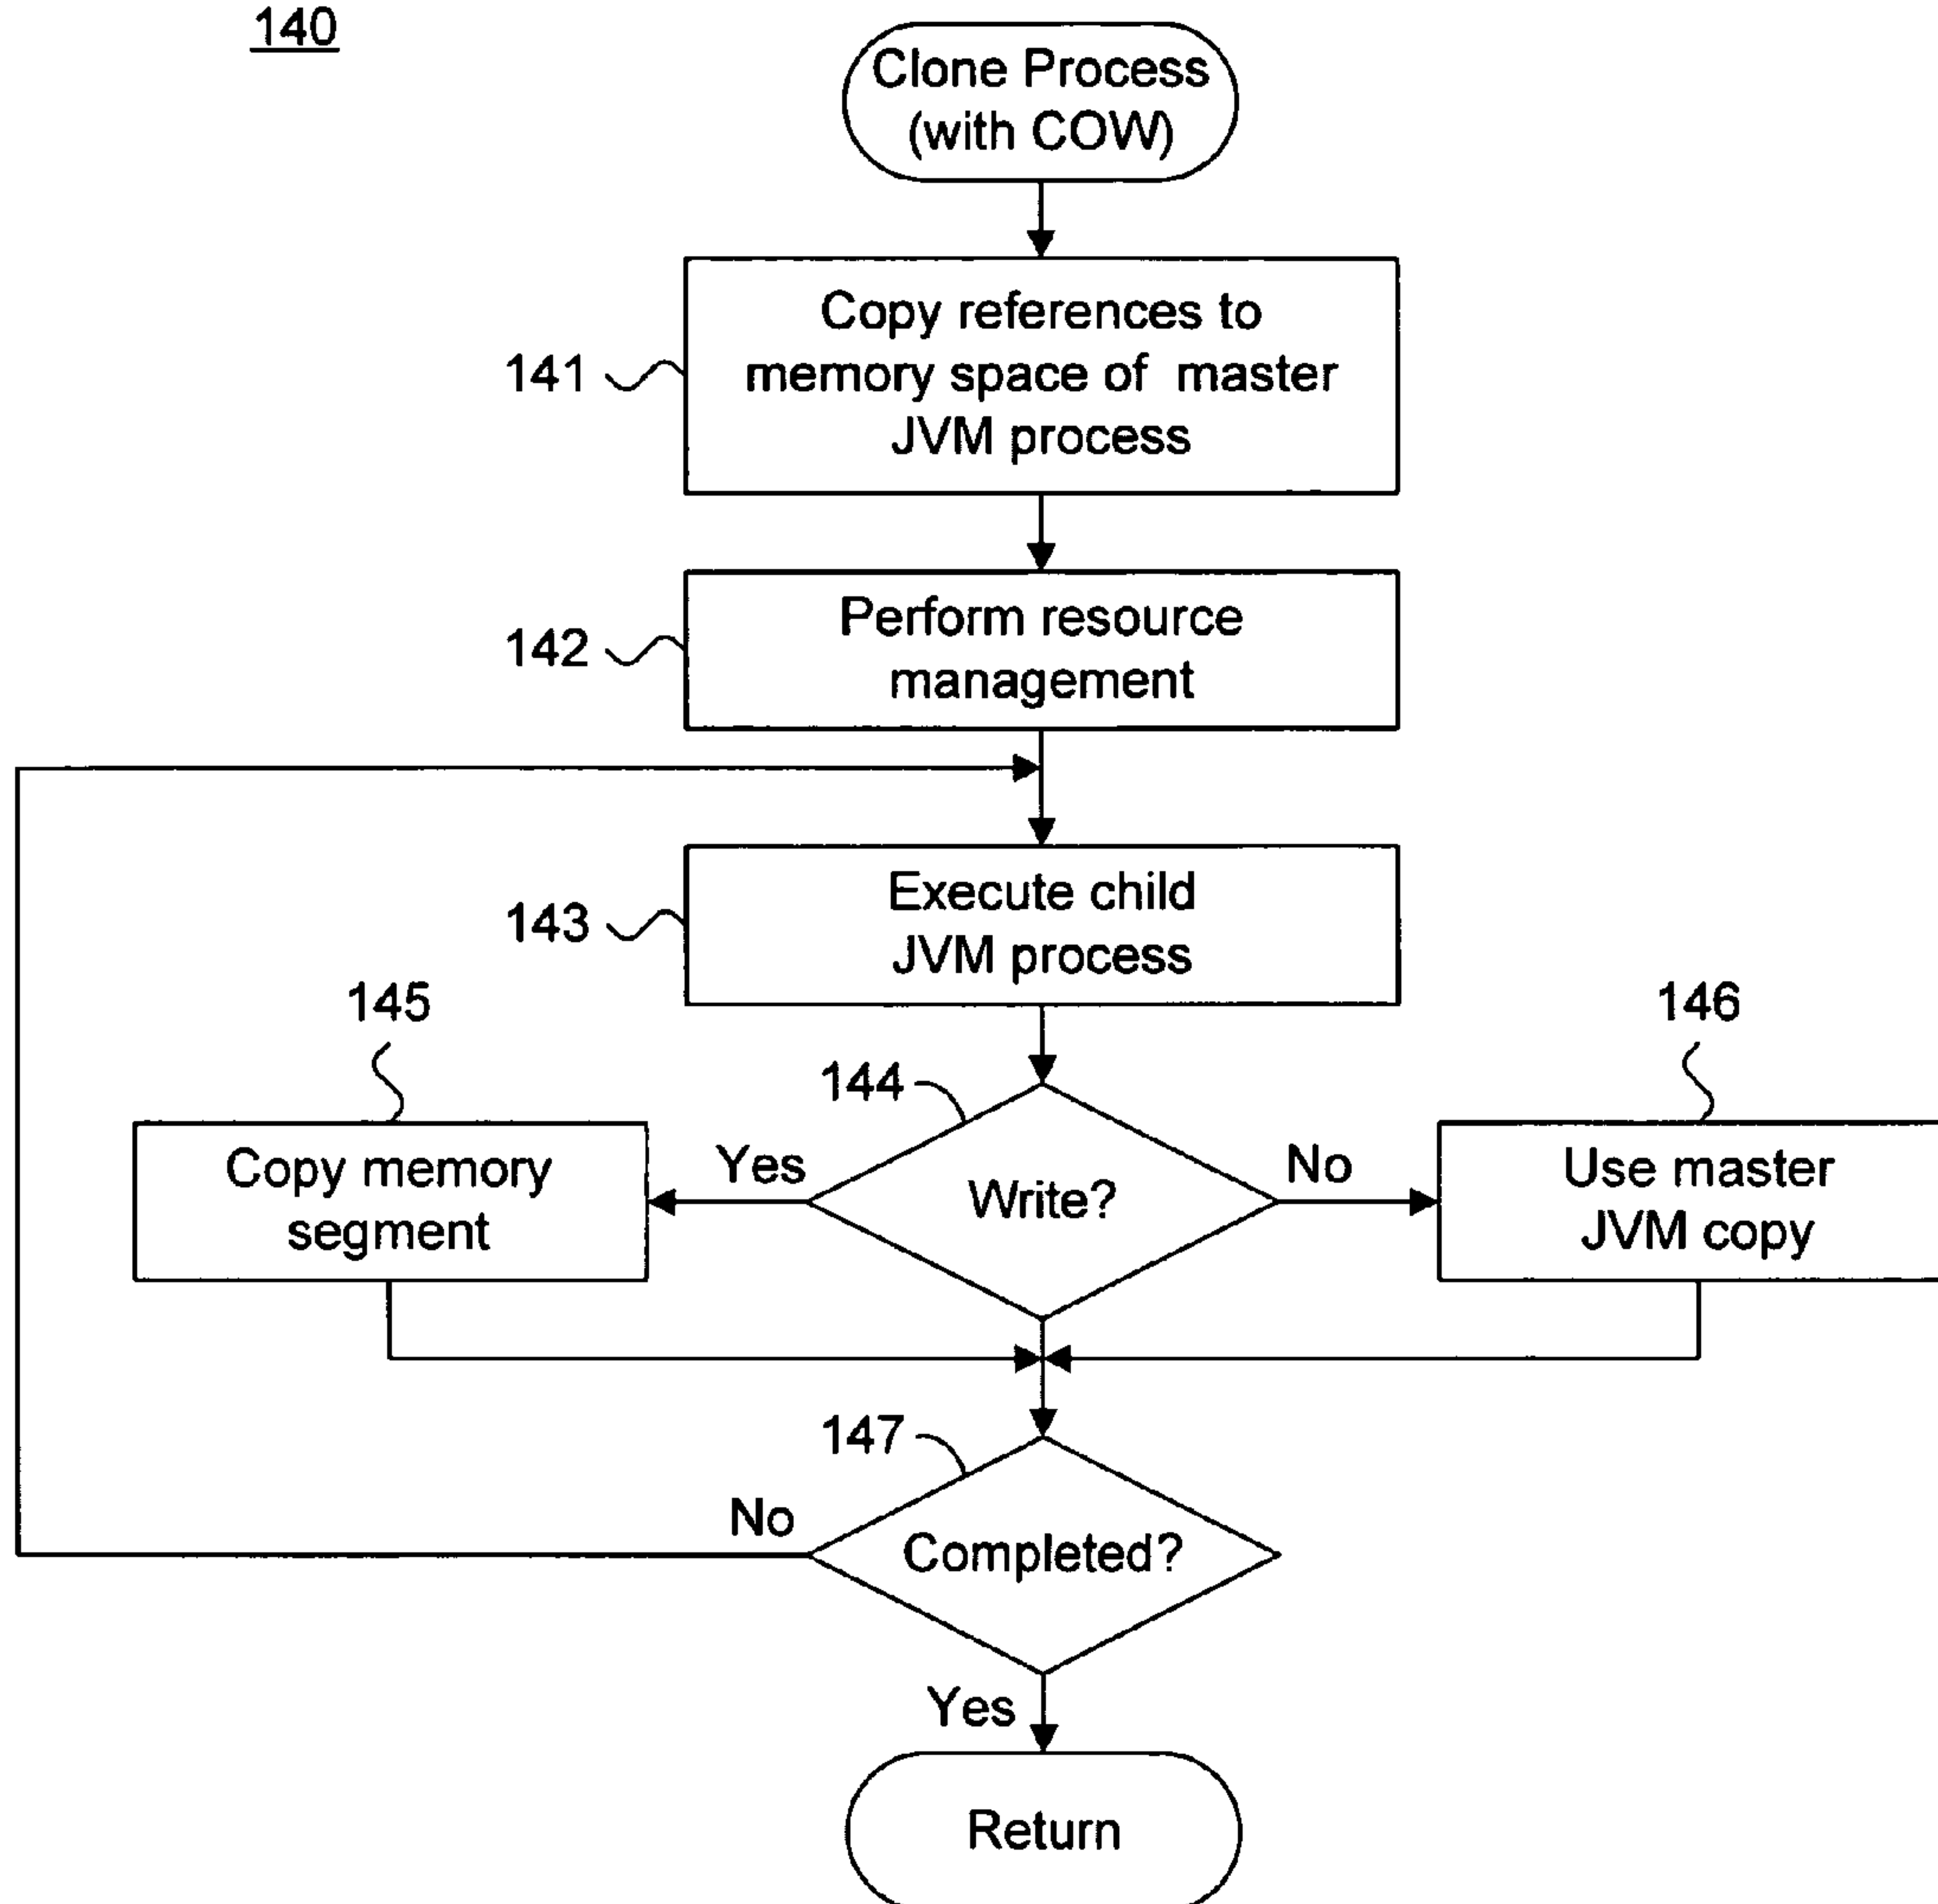 140
Clone Process
(with COW)
Copy references to
memory space of master
JVM process
141
Perform resource
management
142
Execute child
JVM process
143
145
146
144
Copy memory
segment
Yes
Write?
No
Use master
JVM copy
147
No
Completed?
Yes
Return